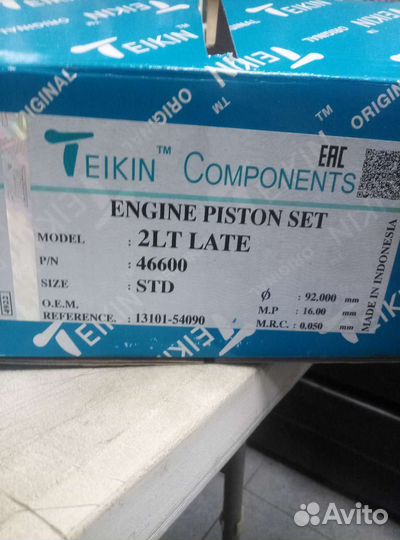 TEIKIN
ORIGINAL
ORIGINAL
TEIKIN™ COMPONENTS
EAC
ENGINE PISTON SET
MODEL : 2LT LATE
P/N : 46600
SIZE : STD
Φ : 92,000 mm
O.E.M.
M.P : 16.00 mm
REFERENCE. : 13101-54090
M.R.C. : 0,050 mm
MADE IN INDONESIA
Avito